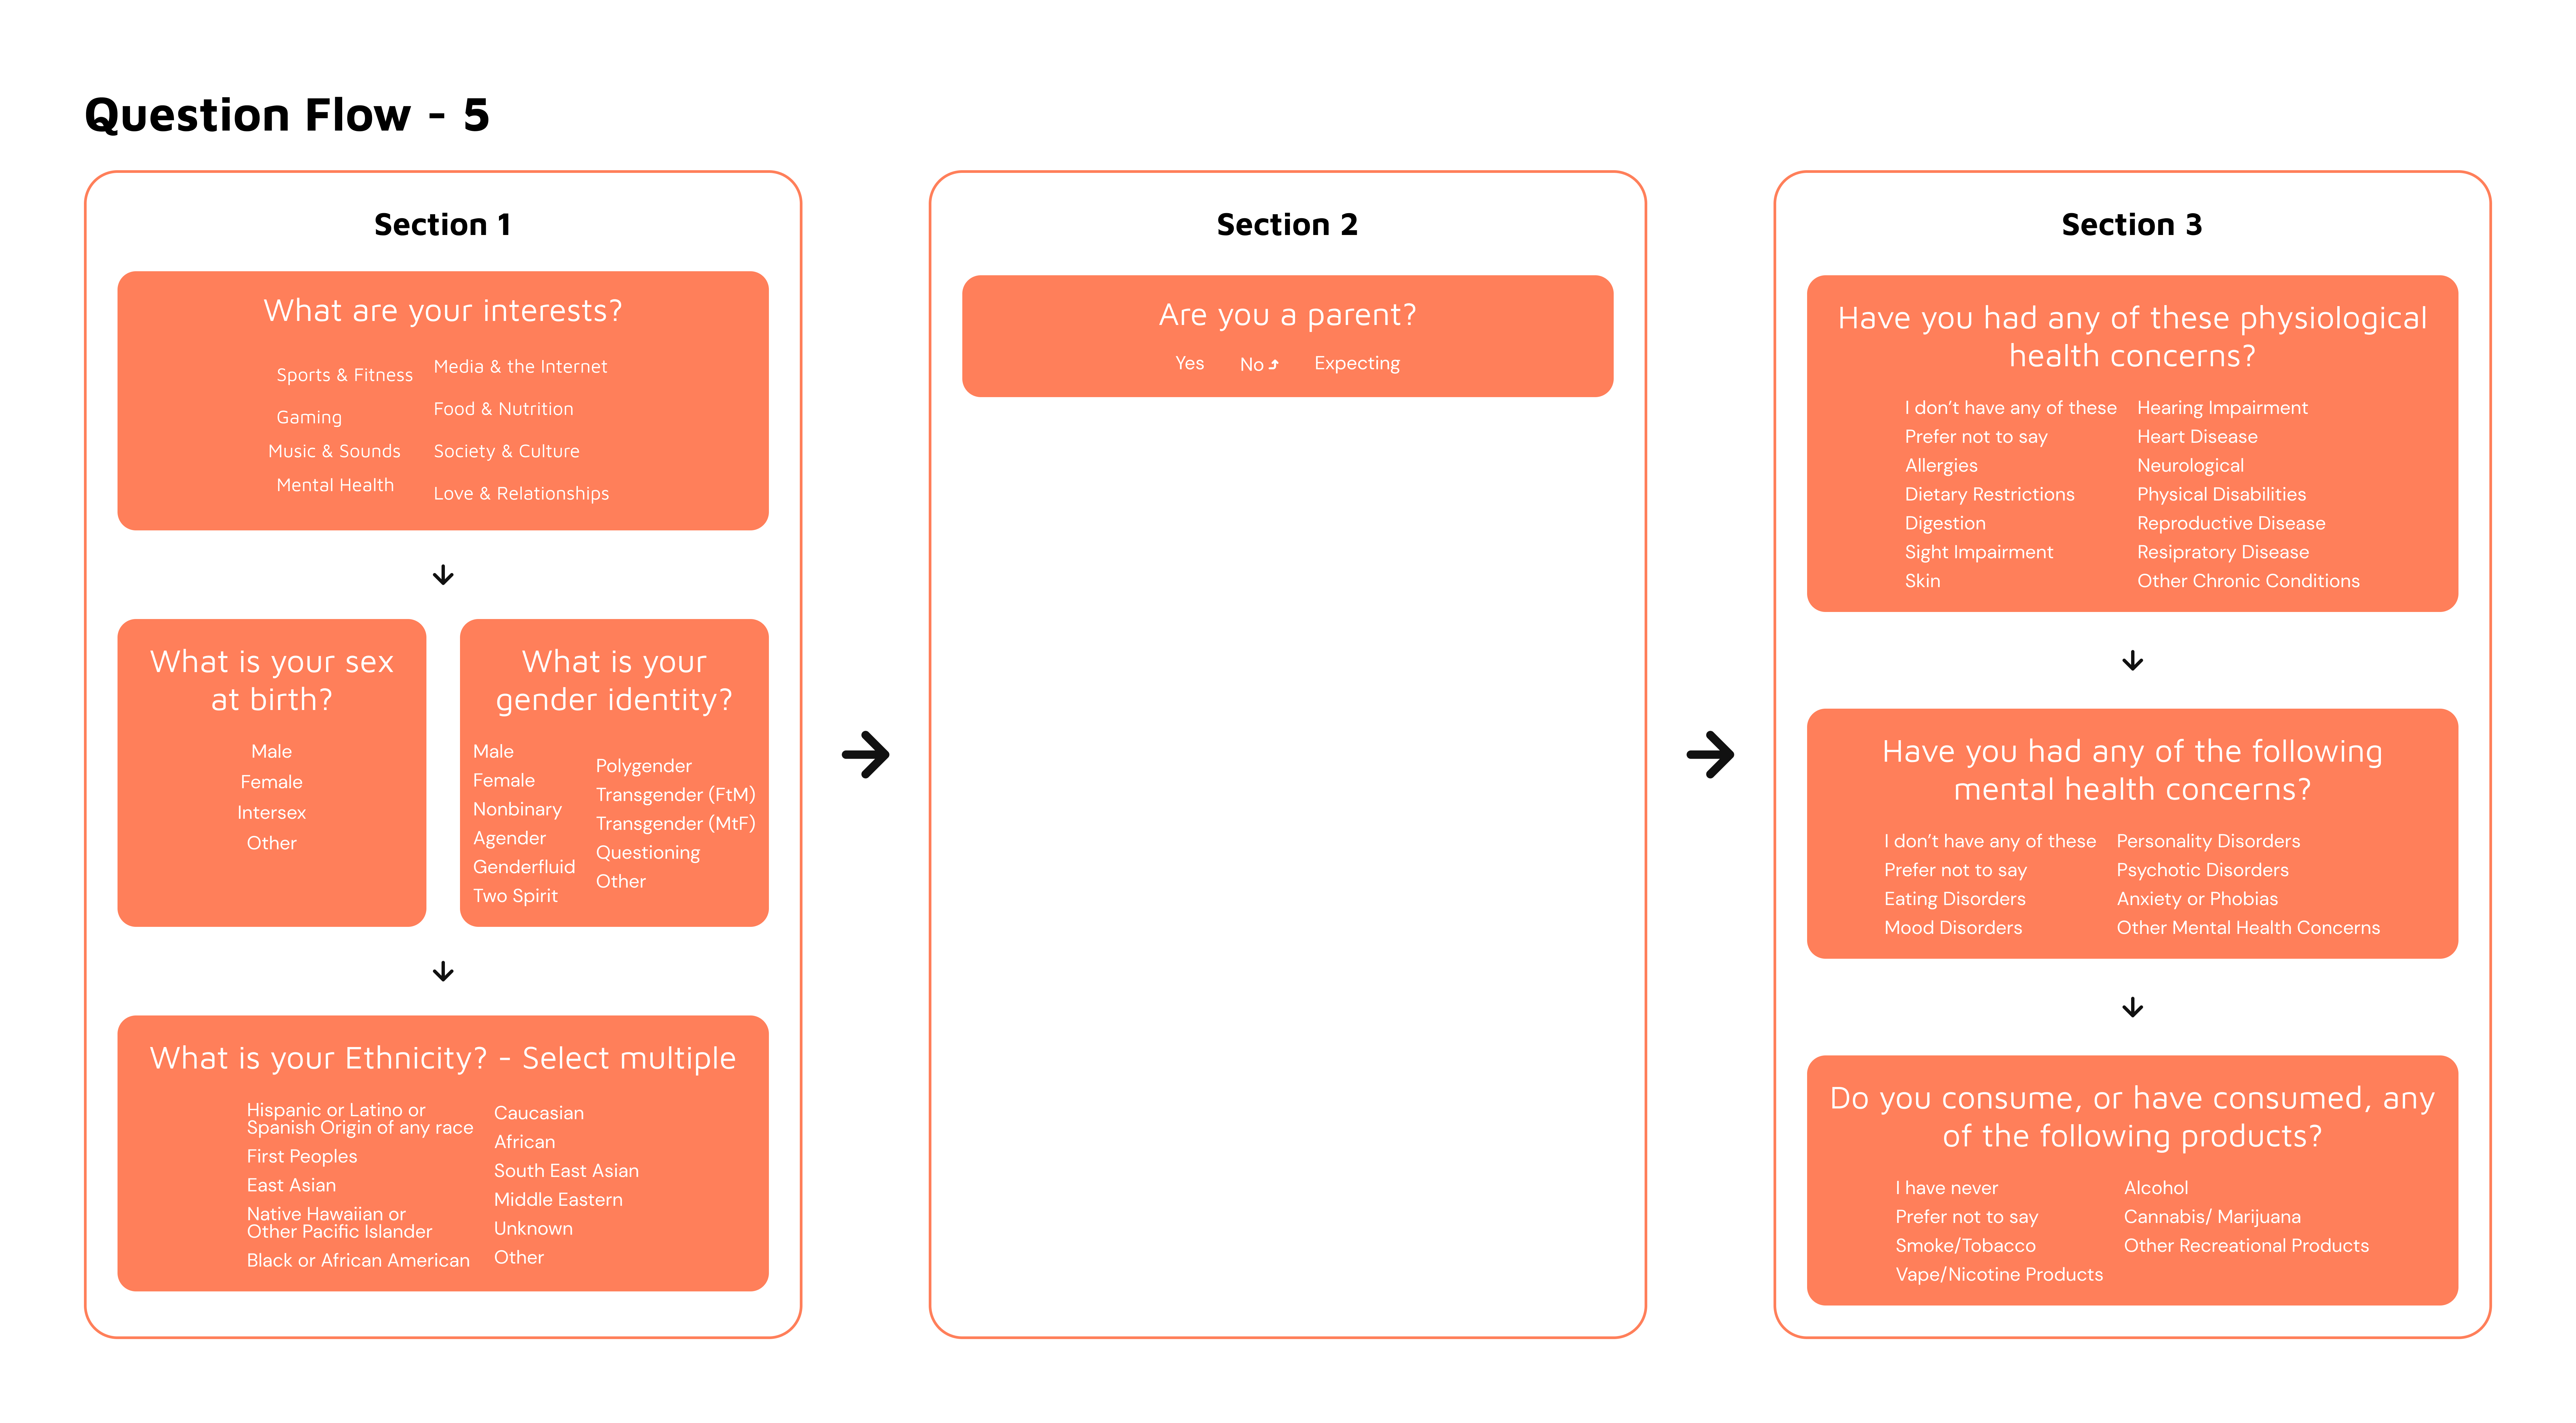 Question Flow - 5
Section 1
What are your interests?
Sports & Fitness
Gaming
Music & Sounds
Mental Health
Media & the Internet
Food & Nutrition
Society & Culture
Love & Relationships
What is your sex
at birth?
Male
Female
Intersex
Other
What is your
gender identity?
Male
Female
Nonbinary
Agender
Genderfluid
Two Spirit
Polygender
Transgender (FtM)
Transgender (MtF)
Questioning
Other
What is your Ethnicity? - Select multiple
Hispanic or Latino or
Spanish Origin of any race
First Peoples
East Asian
Native Hawaiian or
Other Pacific Islander
Black or African American
Caucasian
African
South East Asian
Middle Eastern
Unknown
Other
Section 2
Are you a parent?
Yes No Expecting
Section 3
Have you had any of these physiological
health concerns?
I don’t have any of these
Prefer not to say
Allergies
Dietary Restrictions
Digestion
Sight Impairment
Skin
Hearing Impairment
Heart Disease
Neurological
Physical Disabilities
Reproductive Disease
Resipratory Disease
Other Chronic Conditions
Have you had any of the following
mental health concerns?
I don’t have any of these
Prefer not to say
Eating Disorders
Mood Disorders
Personality Disorders
Psychotic Disorders
Anxiety or Phobias
Other Mental Health Concerns
Do you consume, or have consumed, any
of the following products?
I have never
Prefer not to say
Smoke/Tobacco
Vape/Nicotine Products
Alcohol
Cannabis/ Marijuana
Other Recreational Products